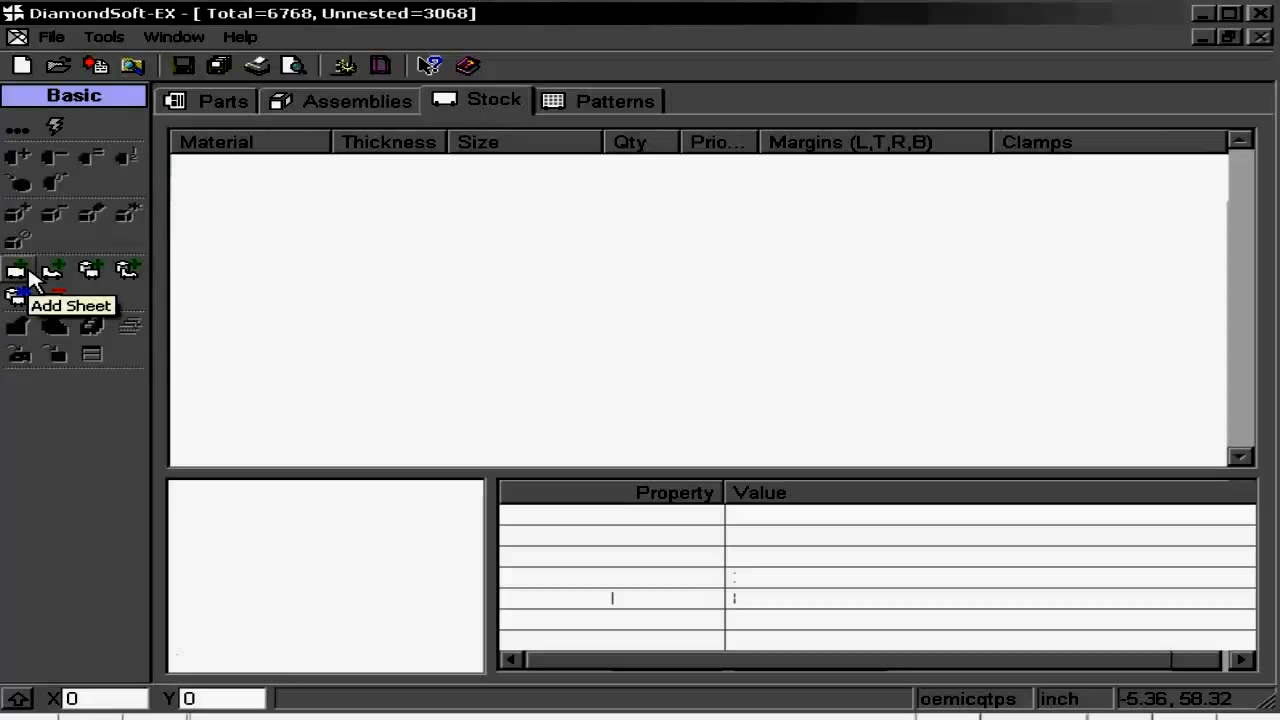 DiamondSoft-EX - [ Total=6768, Unnested=3068]
File Tools Window Help
Basic
Parts Assemblies Stock Patterns
Material Thickness Size Qty Prio... Margins (L,T,R,B) Clamps
Add Sheet
Property Value
X 0 Y 0 oemicqtps inch -5.36, 58.32